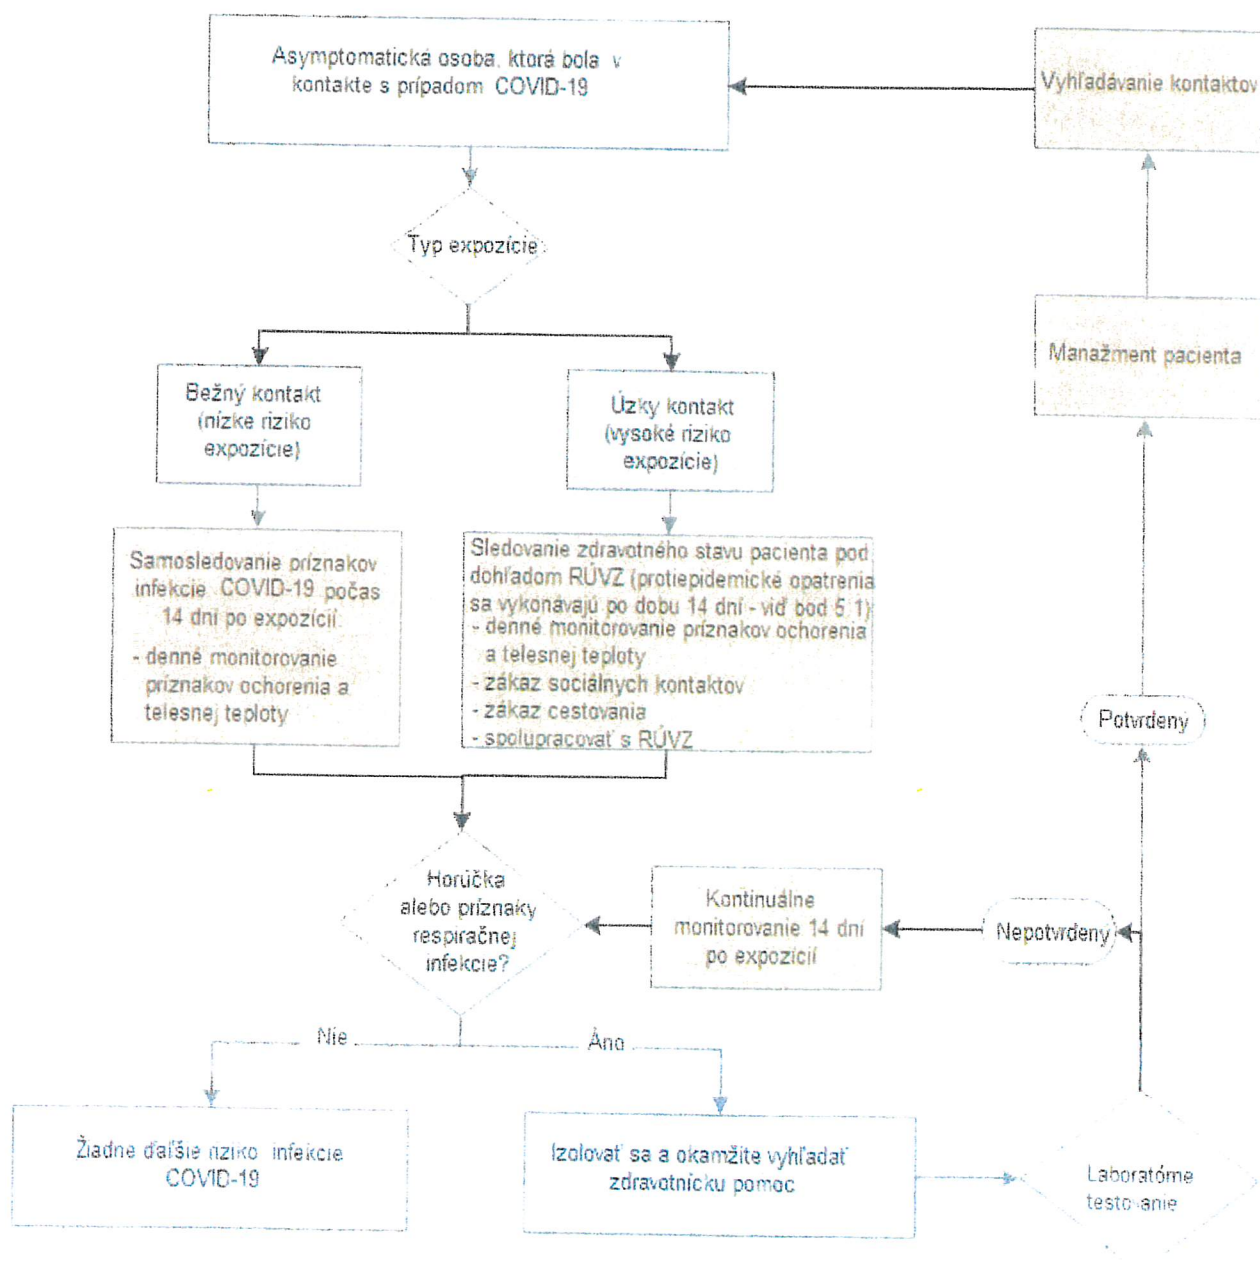 Asymptomatická osoba, ktorá bola v
kontakte s prípadom COVID-19
Vyhľadávanie kontaktov
Typ expozície
Manažment pacienta
Bežný kontakt
(nízke riziko
expozície)
Úzky kontakt
(vysoké riziko
expozície)
Samosledovanie príznakov
infekcie COVID-19 počas
14 dní po expozícií
- denné monitorovanie
príznakov ochorenia a
telesnej teploty
Sledovanie zdravotného stavu pacienta pod
dohľadom RÚVZ (protiepidemické opatrenia
sa vykonávajú po dobu 14 dní - viď bod 5.1)
- denné monitorovanie príznakov ochorenia
a telesnej teploty
- zákaz sociálnych kontaktov
- zákaz cestovania
- spolupracovať s RÚVZ
Potvrdený
Horúčka
alebo príznaky
respiračnej
infekcie?
Kontinuálne
monitorovanie 14 dní
po expozícií
Nepotvrdený
Nie
Áno
Žiadne ďaľšie riziko infekcie
COVID-19
Izolovať sa a okamžite vyhľadať
zdravotnícku pomoc
Laboratórne
testovanie